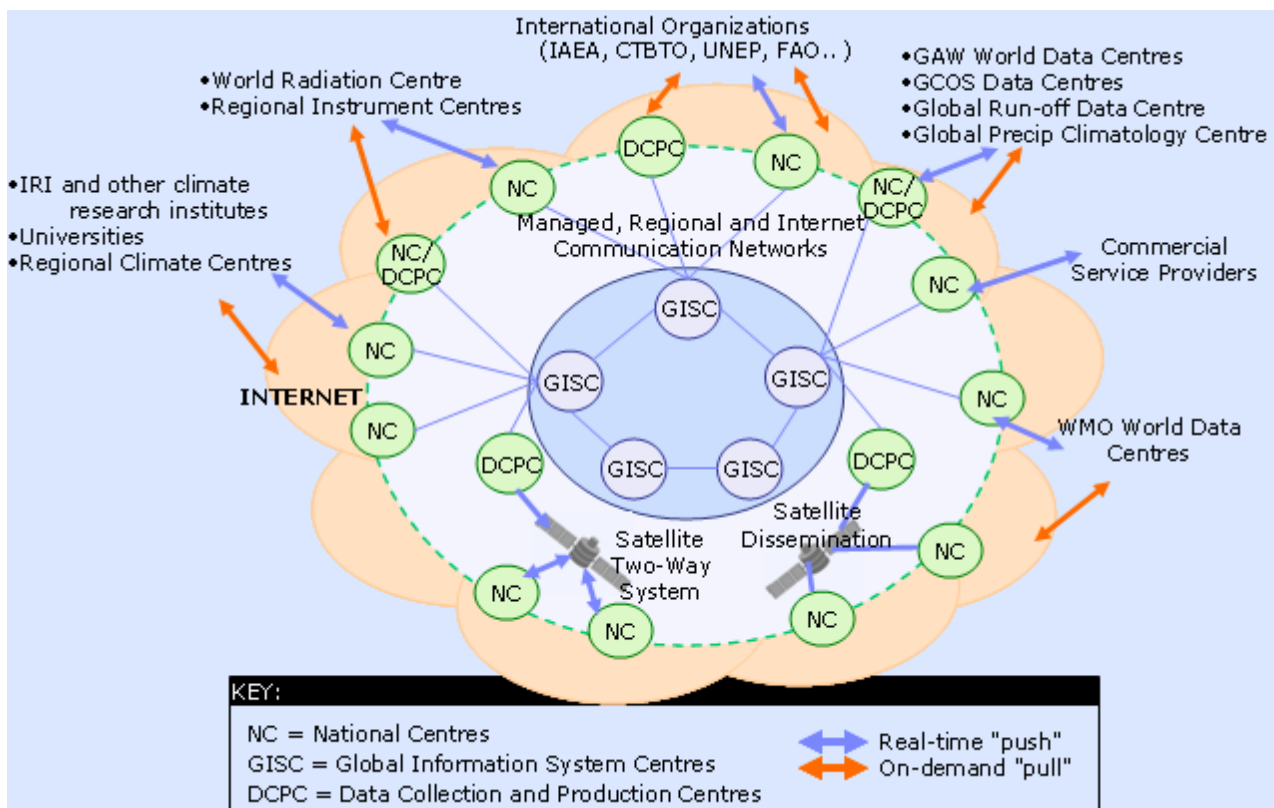 International Organizations
(IAEA, CTBTO, UNEP, FAO..)
•World Radiation Centre
•Regional Instrument Centres
•GAW World Data Centres
•GCOS Data Centres
•Global Run-off Data Centre
•Global Precip Climatology Centre
•IRI and other climate
research institutes
•Universities
•Regional Climate Centres
DCPC
NC
NC
NC/
DCPC
Managed, Regional and Internet
Communication Networks
NC/
DCPC
Commercial
Service Providers
NC
GISC
NC
GISC
GISC
INTERNET
NC
NC
WMO World Data
Centres
DCPC
GISC
GISC
DCPC
Satellite
Two-Way
System
Satellite
Dissemination
NC
NC
NC
NC
KEY:
NC = National Centres
GISC = Global Information System Centres
DCPC = Data Collection and Production Centres
Real-time "push"
On-demand "pull"